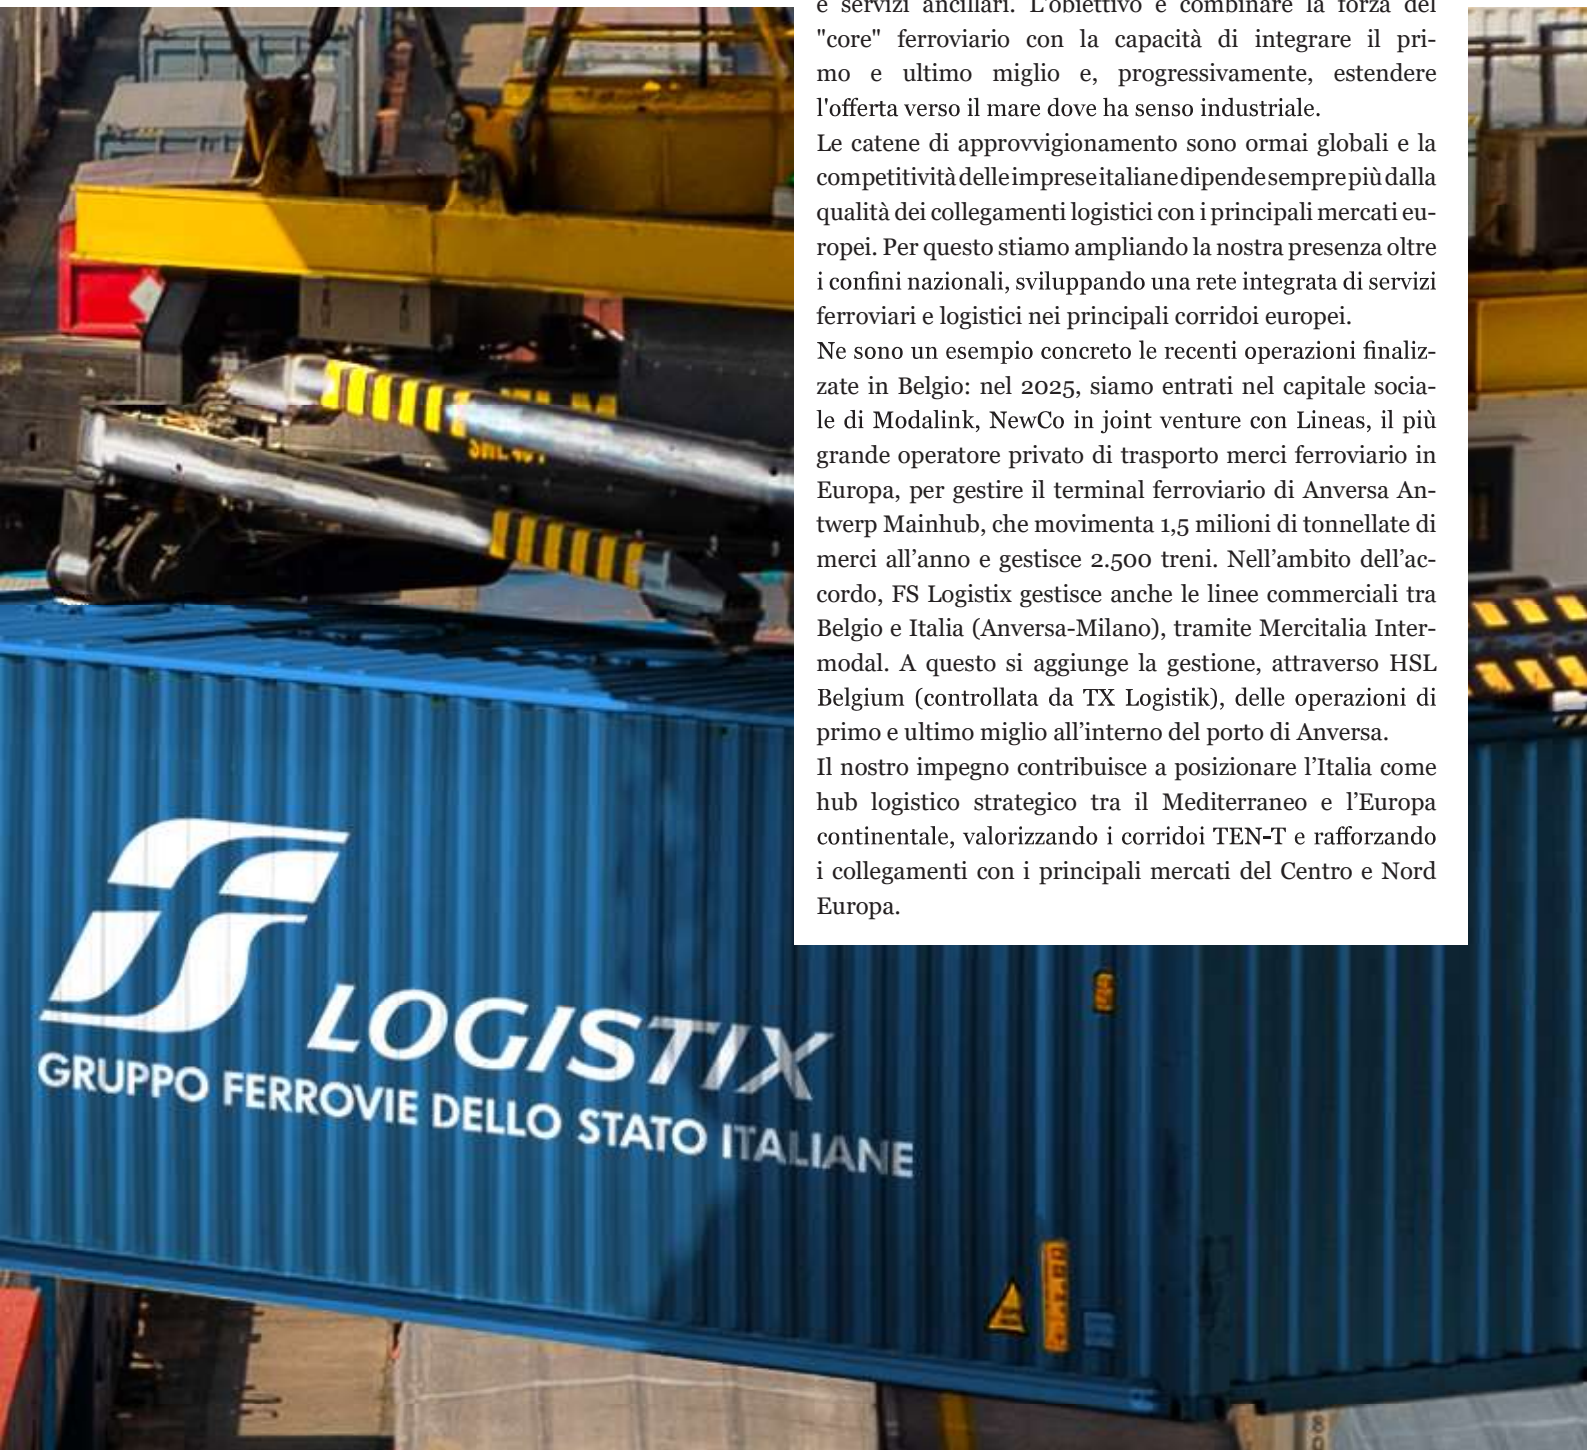 e servizi ancillari. L'obiettivo è combinare la forza del
"core" ferroviario con la capacità di integrare il pri-
mo e ultimo miglio e, progressivamente, estendere
l'offerta verso il mare dove ha senso industriale.
Le catene di approvvigionamento sono ormai globali e la
competitività delle imprese italiane dipende sempre più dalla
qualità dei collegamenti logistici con i principali mercati eu-
ropei. Per questo stiamo ampliando la nostra presenza oltre
i confini nazionali, sviluppando una rete integrata di servizi
ferroviari e logistici nei principali corridoi europei.
Ne sono un esempio concreto le recenti operazioni finaliz-
zate in Belgio: nel 2025, siamo entrati nel capitale socia-
le di Modalink, NewCo in joint venture con Lineas, il più
grande operatore privato di trasporto merci ferroviario in
Europa, per gestire il terminal ferroviario di Anversa An-
twerp Mainhub, che movimenta 1,5 milioni di tonnellate di
merci all'anno e gestisce 2.500 treni. Nell'ambito dell'ac-
cordo, FS Logistix gestisce anche le linee commerciali tra
Belgio e Italia (Anversa-Milano), tramite Mercitalia Inter-
modal. A questo si aggiunge la gestione, attraverso HSL
Belgium (controllata da TX Logistik), delle operazioni di
primo e ultimo miglio all'interno del porto di Anversa.
Il nostro impegno contribuisce a posizionare l'Italia come
hub logistico strategico tra il Mediterraneo e l'Europa
continentale, valorizzando i corridoi TEN-T e rafforzando
i collegamenti con i principali mercati del Centro e Nord
Europa.
FS LOGISTIX
GRUPPO FERROVIE DELLO STATO ITALIANE